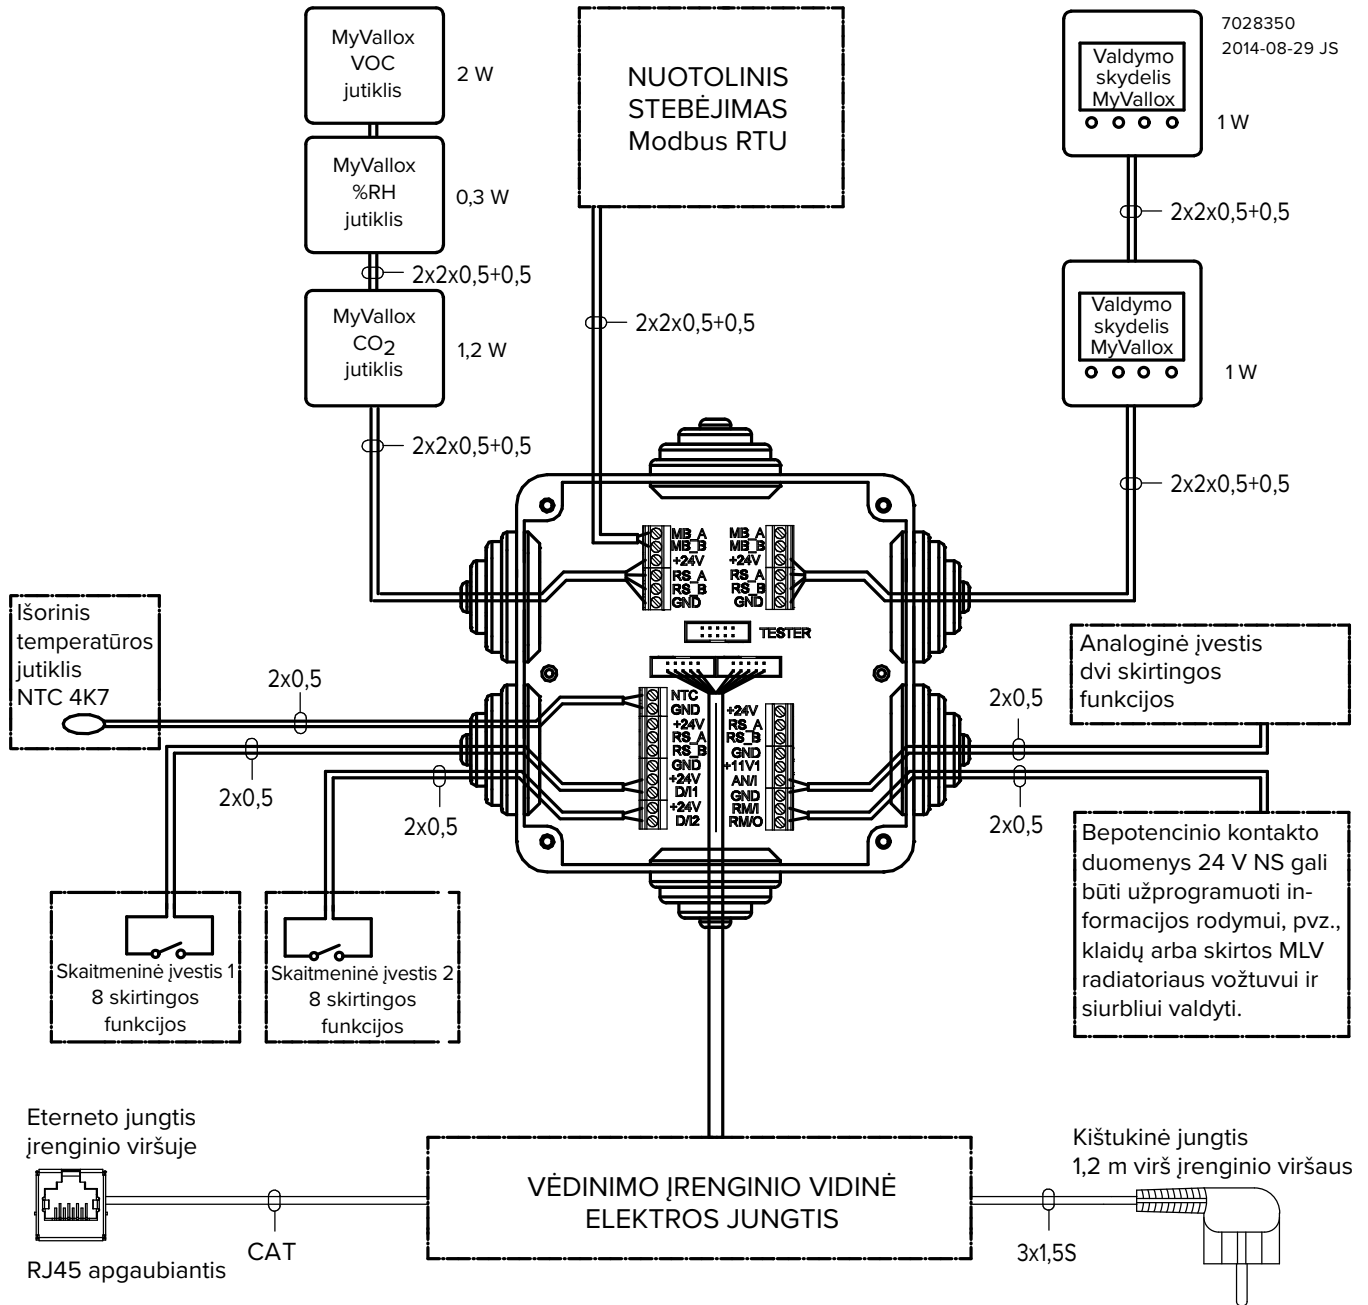 MyVallox
VOC
jutiklis
2 W
MyVallox
%RH
jutiklis
0,3 W
2x2x0,5+0,5
MyVallox
CO2
jutiklis
1,2 W
2x2x0,5+0,5
NUOTOLINIS
STEBĖJIMAS
Modbus RTU
2x2x0,5+0,5
7028350
2014-08-29 JS
Valdymo
skydelis
MyVallox
1 W
2x2x0,5+0,5
Valdymo
skydelis
MyVallox
1 W
2x2x0,5+0,5
MB_A
MB_B
+24V
RS_A
RS_B
GND
MB_A
MB_B
+24V
RS_A
RS_B
GND
TESTER
NTC
GND
+24V
RS_A
RS_B
GND
+24V
D/I1
+24V
D/I2
+24V
RS_A
RS_B
GND
+11V1
AN/I
GND
RM/I
RM/O
Išorinis
temperatūros
jutiklis
NTC 4K7
2x0,5
2x0,5
2x0,5
Analoginė įvestis
dvi skirtingos
funkcijos
2x0,5
2x0,5
Bepotencinio kontakto
duomenys 24 V NS gali
būti užprogramuoti in-
formacijos rodymui, pvz.,
klaidų arba skirtos MLV
radiatoriaus vožtuvui ir
siurbliui valdyti.
Skaitmeninė įvestis 1
8 skirtingos
funkcijos
Skaitmeninė įvestis 2
8 skirtingos
funkcijos
Eterneto jungtis
įrenginio viršuje
RJ45 apgaubiantis
CAT
VĖDINIMO ĮRENGINIO VIDINĖ
ELEKTROS JUNGTIS
Kištukinė jungtis
1,2 m virš įrenginio viršaus
3x1,5S